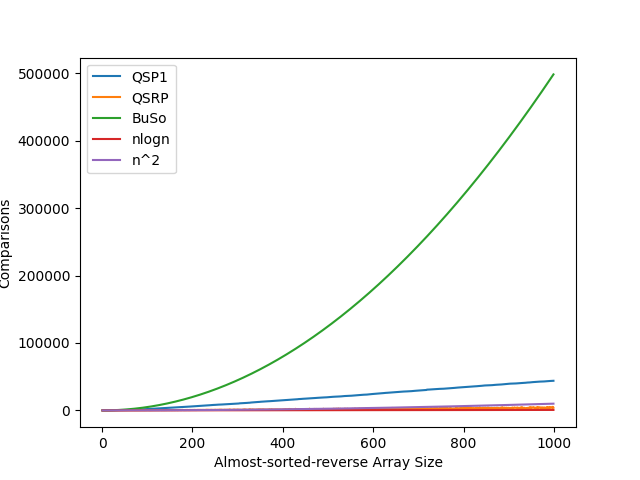 500000
400000
300000
200000
100000
0
Comparisons
QSP1
QSRP
BuSo
nlogn
n^2
0 200 400 600 800 1000
Almost-sorted-reverse Array Size